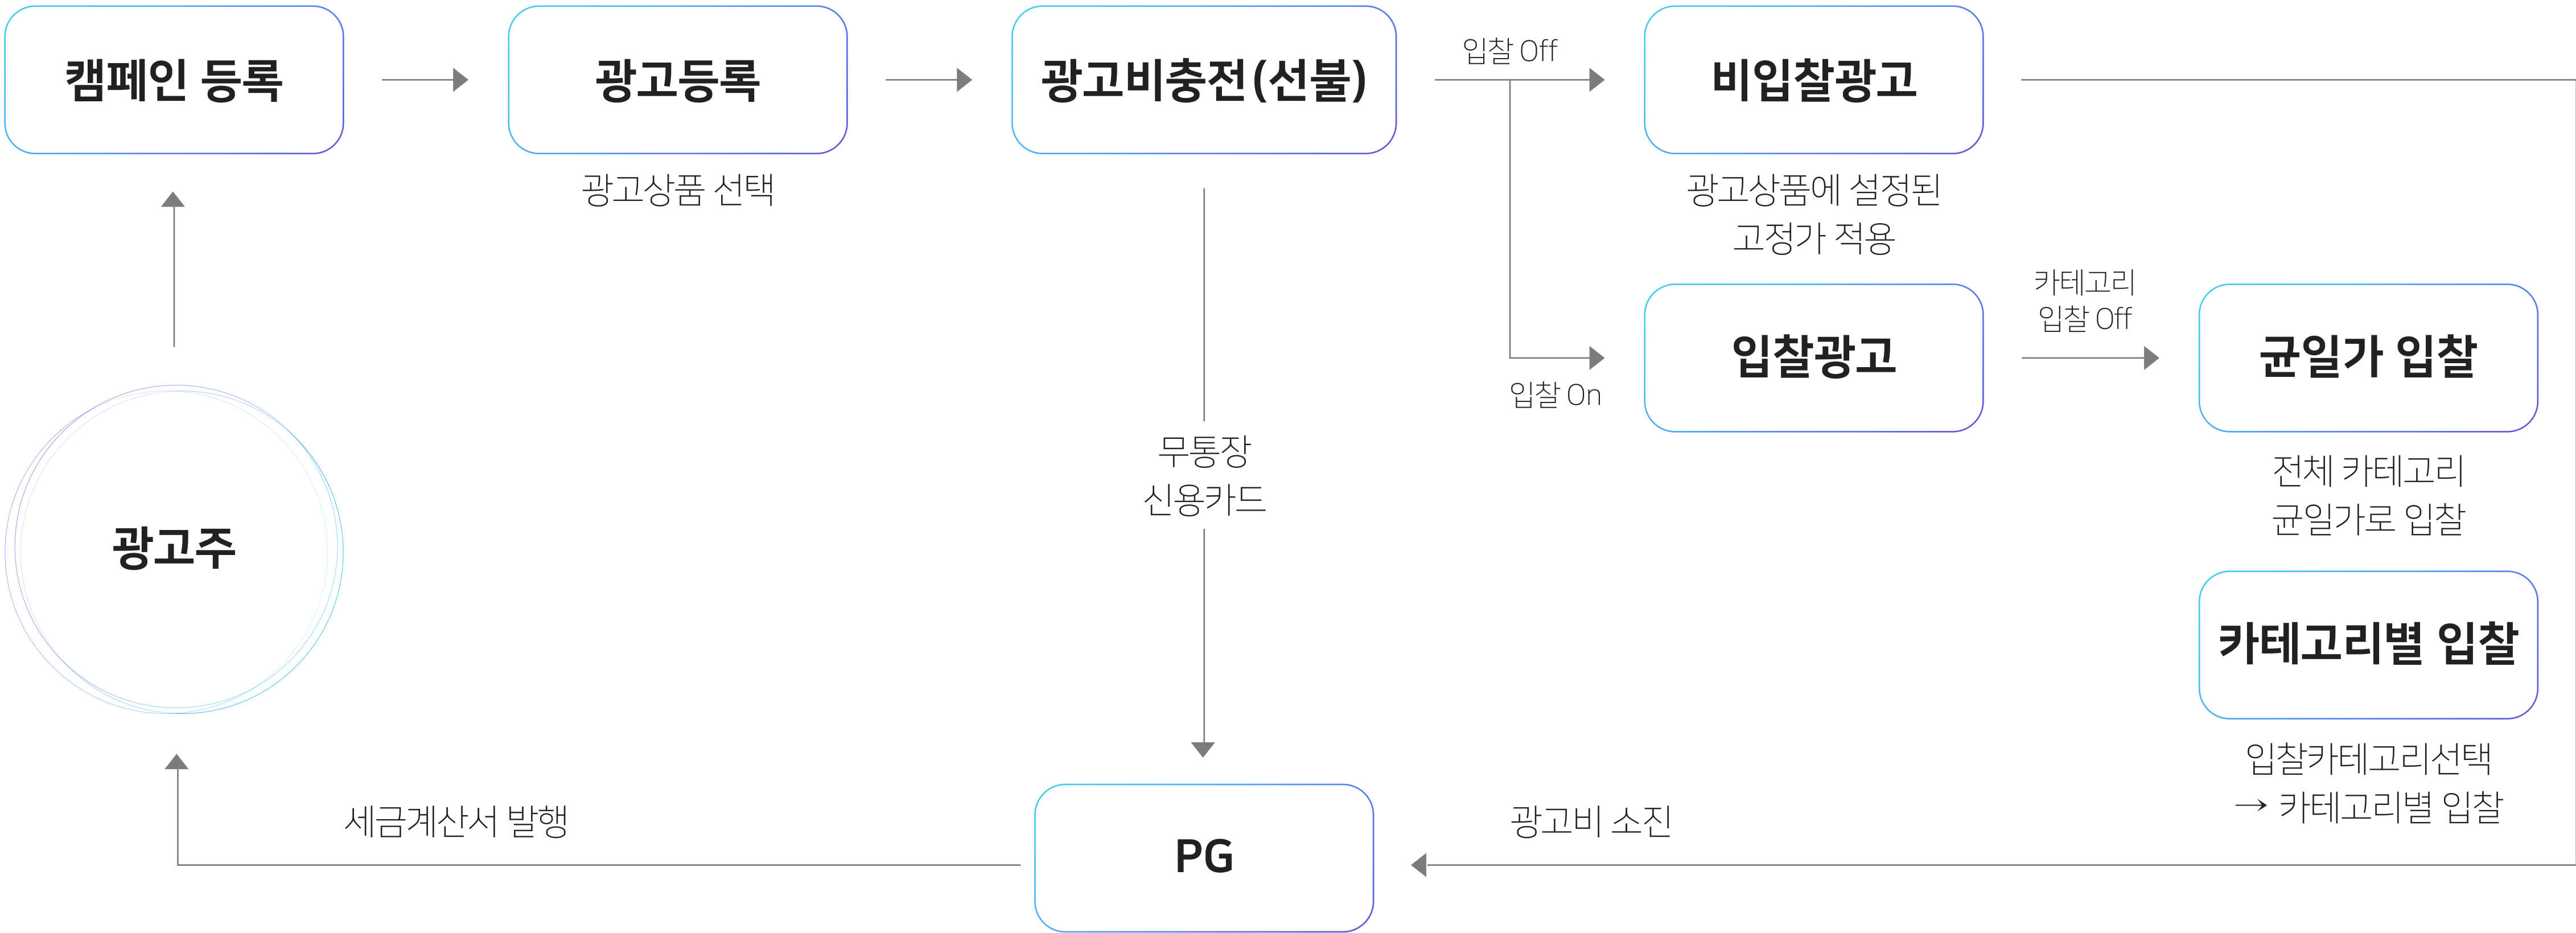 캠페인 등록
광고등록
광고상품 선택
광고비충전(선불)
입찰 Off
비입찰광고
광고상품에 설정된
고정가 적용
입찰 On
입찰광고
카테고리
입찰 Off
균일가 입찰
전체 카테고리
균일가로 입찰
카테고리별 입찰
입찰카테고리선택
→ 카테고리별 입찰
무통장
신용카드
광고주
세금계산서 발행
PG
광고비 소진